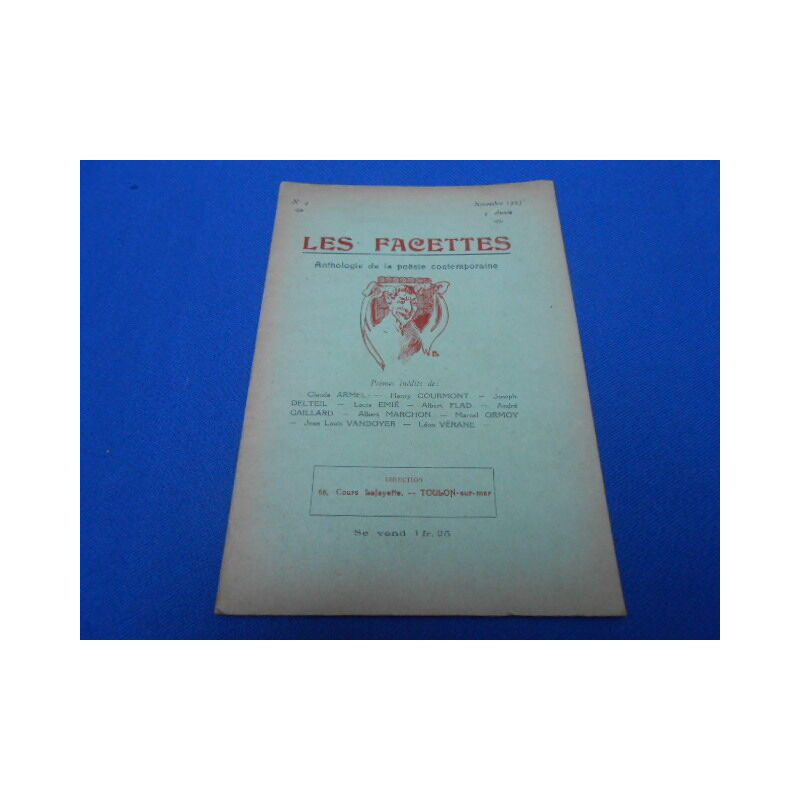 N° 4
Novembre 1923
Année
LES FACETTES
Anthologie de la poésie contemporaine
Poèmes inédits de:
Claude ARMEL — Henry COURMONT — Joseph
DELTEIL — Louis EMIÉ — Albert FLAD — André
GAILLARD — Albert MARCHON — Marcel ORMOY
— Jean Louis VANDOYER — Léon VÉRANE —
DIRECTION
Cours Lafayette. — TOULON-sur-mer
Se vend 1 fr. 25